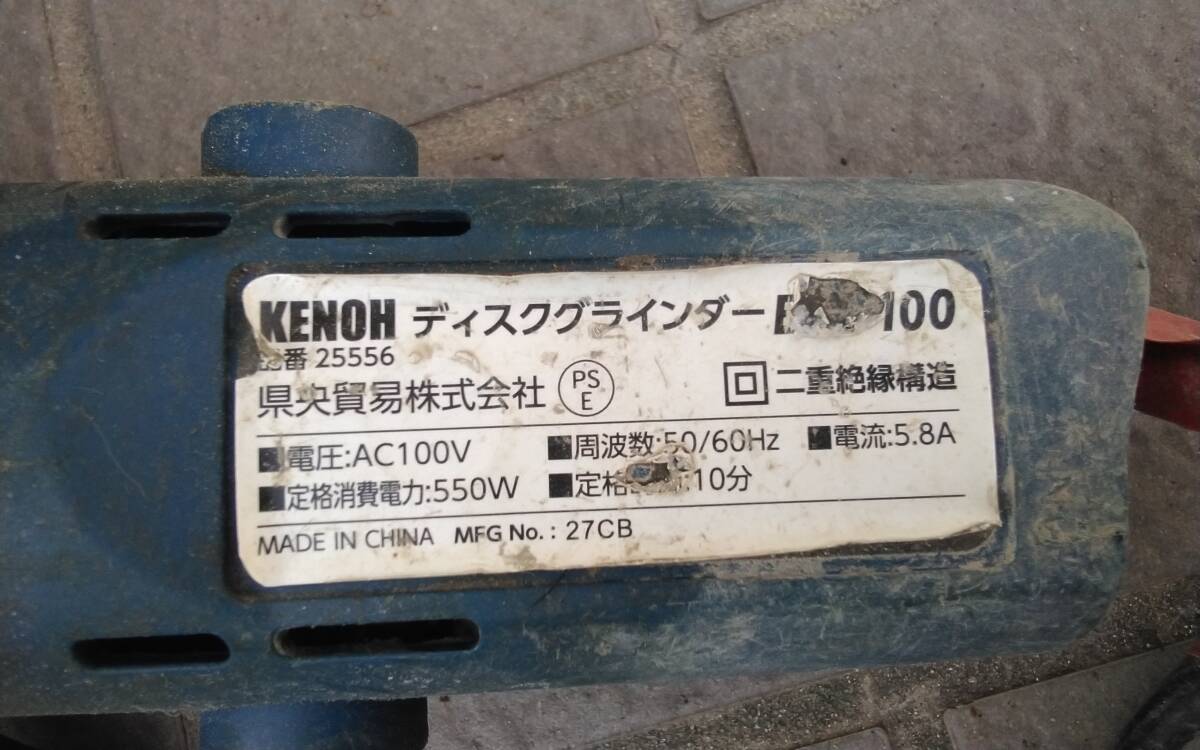 KENOH ディスクグラインダー 100
25556
県央貿易株式会社 PS E 回 二重絶縁構造
■電圧:AC100V ■周波数:50/60Hz ■電流:5.8A
■定格消費電力:550W ■定格 :10分
MADE IN CHINA MFG No.: 27CB